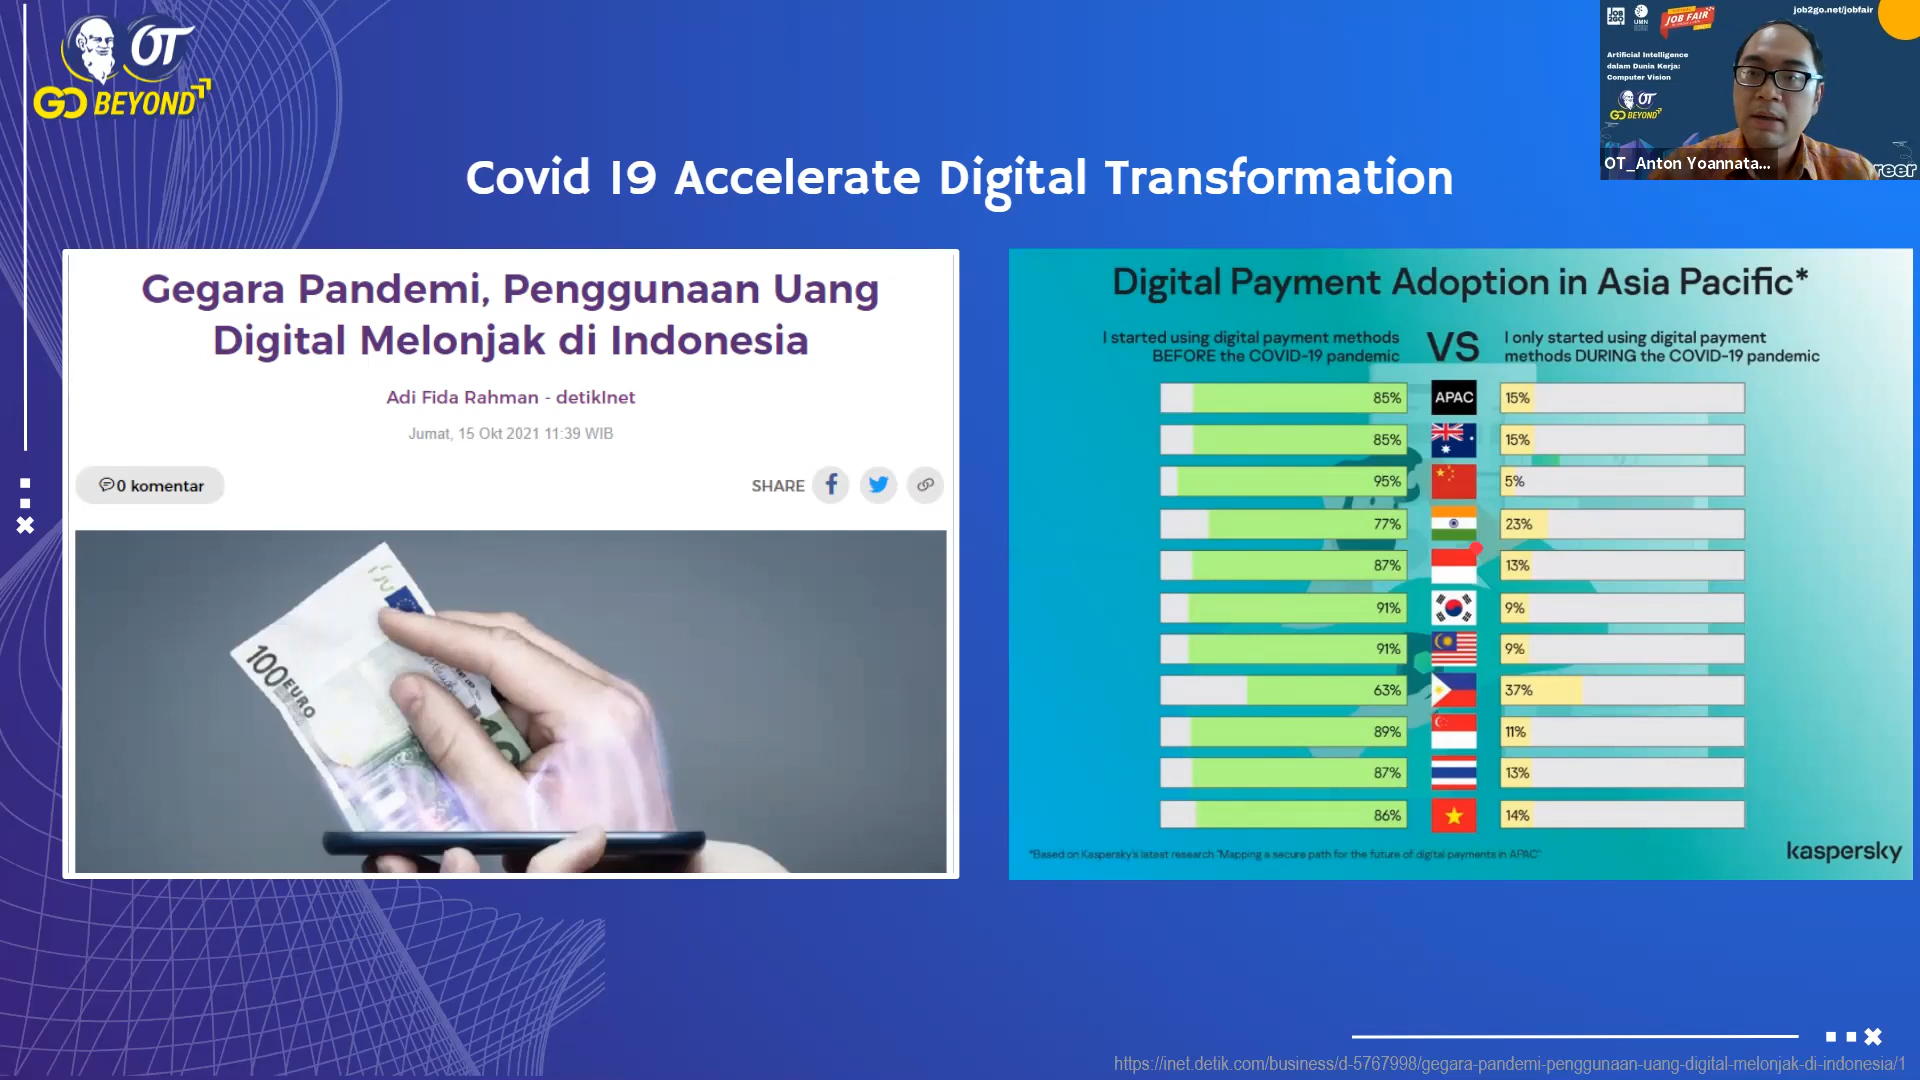 OT
GO BEYOND
JOB2GO
UMN
JOB FAIR
job2go.net/jobfair
Artificial Intelligence
dalam Dunia Kerja:
Computer Vision
OT
GO BEYOND
OT_Anton Yoannata...
reer
Covid 19 Accelerate Digital Transformation
Gegara Pandemi, Penggunaan Uang
Digital Melonjak di Indonesia
Adi Fida Rahman - detikInet
Jumat, 15 Okt 2021 11:39 WIB
0 komentar
SHARE
100 EURO
Digital Payment Adoption in Asia Pacific*
I started using digital payment methods
BEFORE the COVID-19 pandemic
VS
I only started using digital payment
methods DURING the COVID-19 pandemic
85% APAC 15%
85% 15%
95% 5%
77% 23%
87% 13%
91% 9%
91% 9%
63% 37%
89% 11%
87% 13%
86% 14%
*Based on Kaspersky's latest research "Mapping a secure path for the future of digital payments in APAC"
kaspersky
https://inet.detik.com/business/d-5767998/gegara-pandemi-penggunaan-uang-digital-melonjak-di-indonesia/1